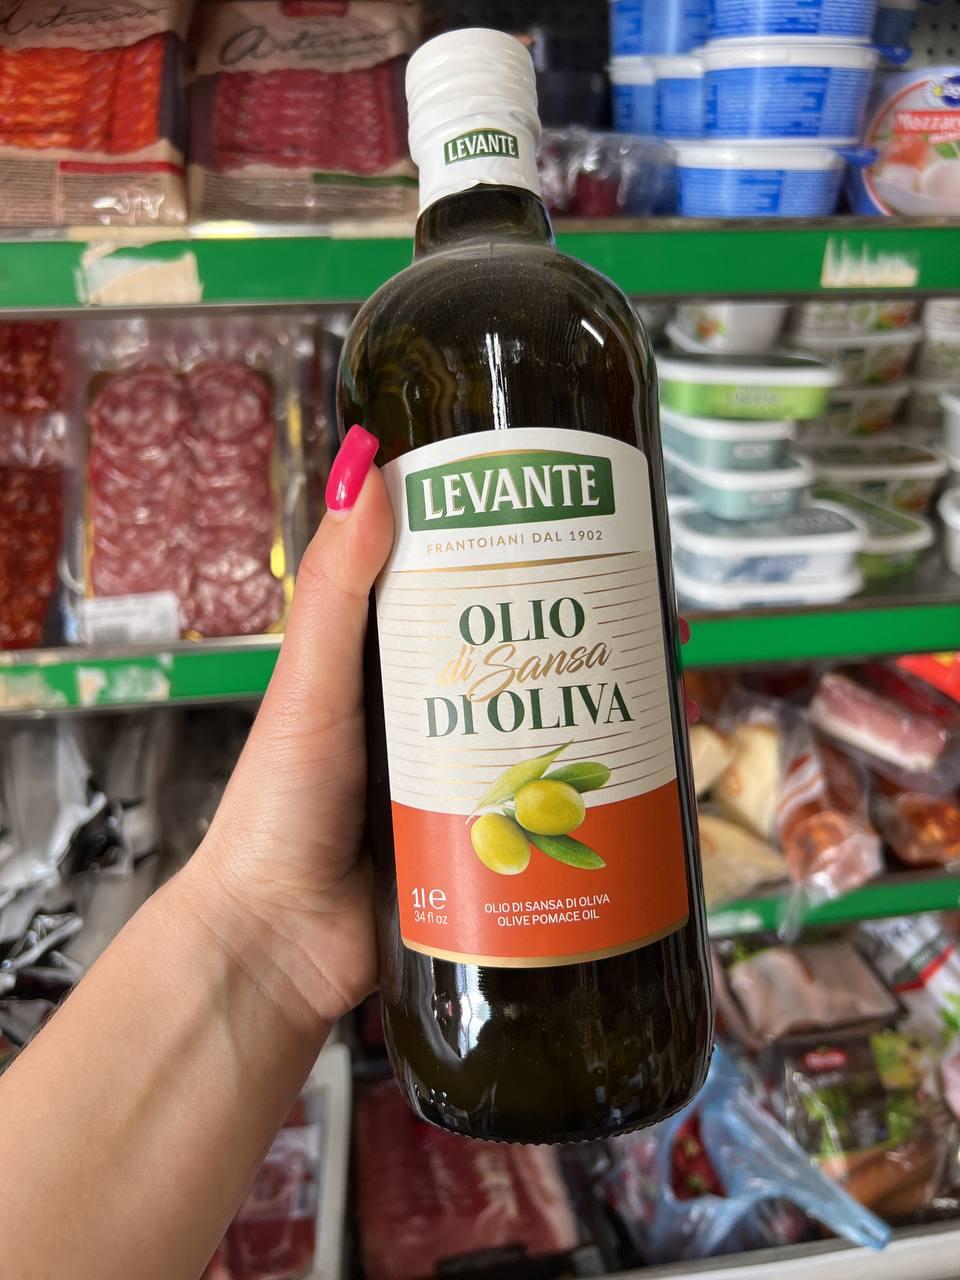 LEVANTE
LEVANTE
FRANTOIANI DAL 1902
OLIO
di Sansa
DI OLIVA
1l e
34 fl oz
OLIO DI SANSA DI OLIVA
OLIVE POMACE OIL